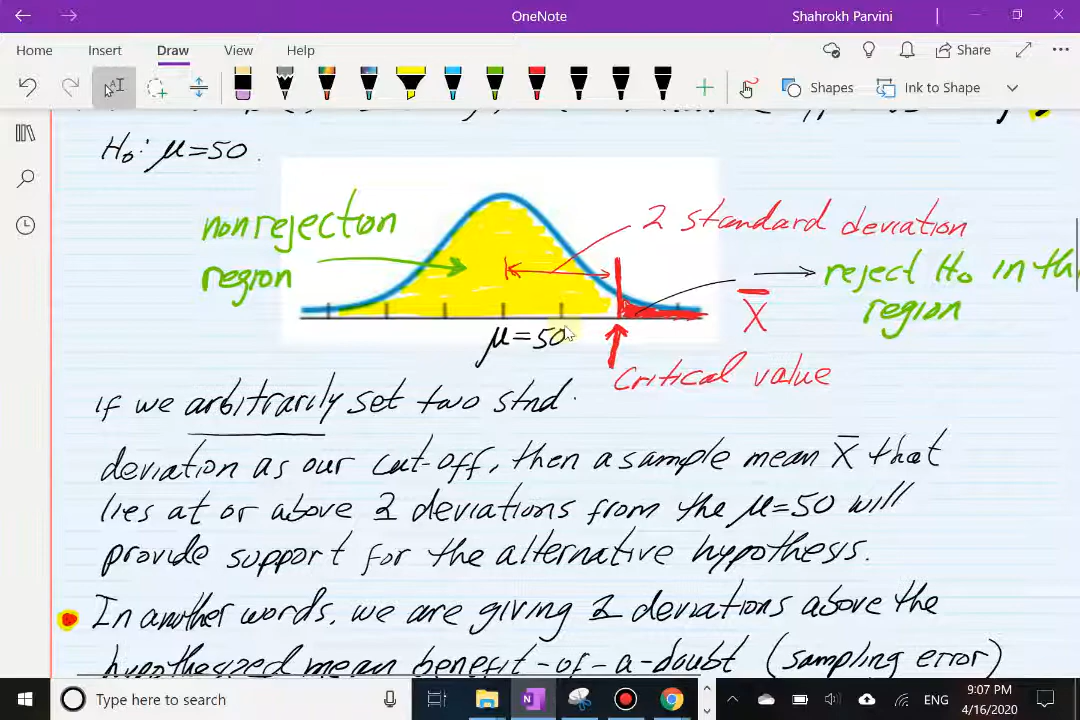 OneNote
Shahrokh Parvini
Home Insert Draw View Help
Share
Shapes
Ink to Shape
H₀: μ=50.
nonrejection
region
2 standard deviation
reject H₀ in th
region
X̄
μ=50
Critical value
if we arbitrarily set two stnd.
deviation as our cut-off, then a sample mean X̄ that
lies at or above 2 deviations from the μ=50 will
provide support for the alternative hypothesis.
In another words, we are giving 2 deviations above the
hypothesized mean benefit-of-a-doubt (sampling error)
Type here to search
ENG
9:07 PM
4/16/2020